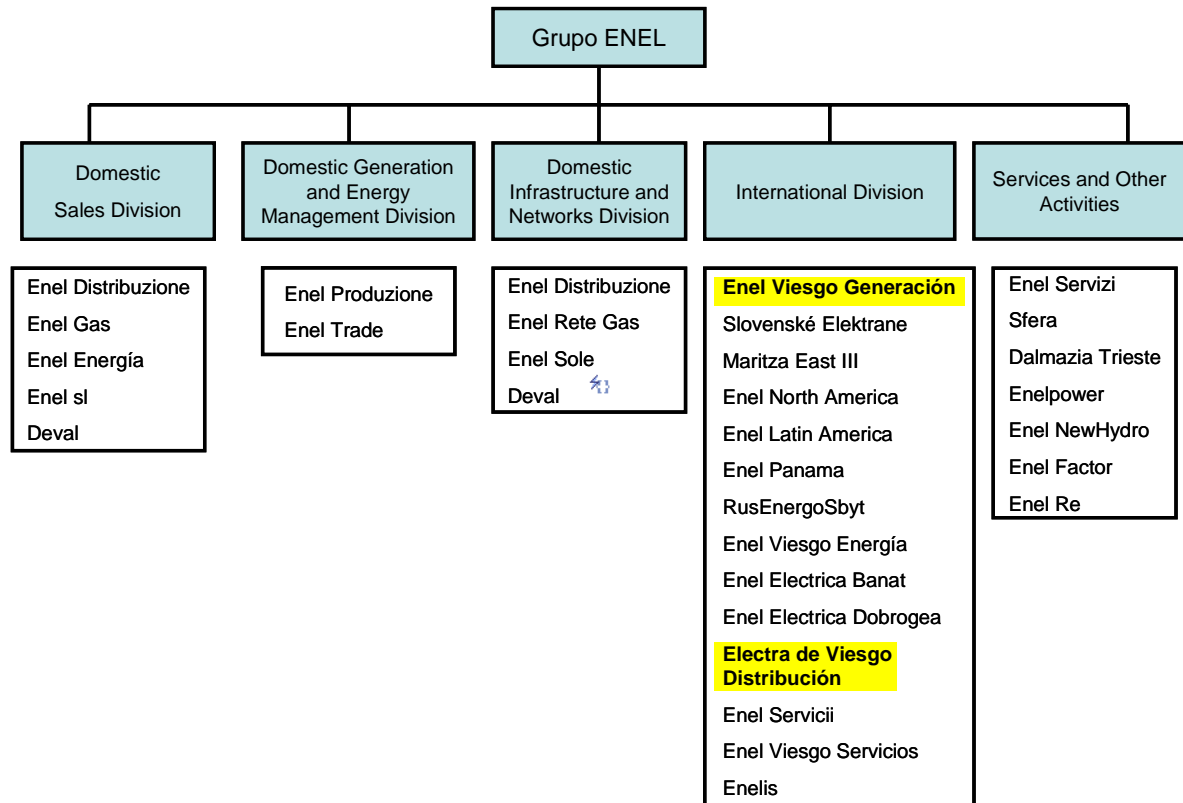 Grupo ENEL
Domestic
Sales Division
Domestic Generation
and Energy
Management Division
Domestic
Infrastructure and
Networks Division
International Division
Services and Other
Activities
Enel Distribuzione
Enel Gas
Enel Energía
Enel sl
Deval
Enel Produzione
Enel Trade
Enel Distribuzione
Enel Rete Gas
Enel Sole
Deval
Enel Viesgo Generación
Slovenské Elektrane
Maritza East III
Enel North America
Enel Latin America
Enel Panama
RusEnergoSbyt
Enel Viesgo Energía
Enel Electrica Banat
Enel Electrica Dobrogea
Electra de Viesgo
Distribución
Enel Servicii
Enel Viesgo Servicios
Enelis
Enel Servizi
Sfera
Dalmazia Trieste
Enelpower
Enel NewHydro
Enel Factor
Enel Re